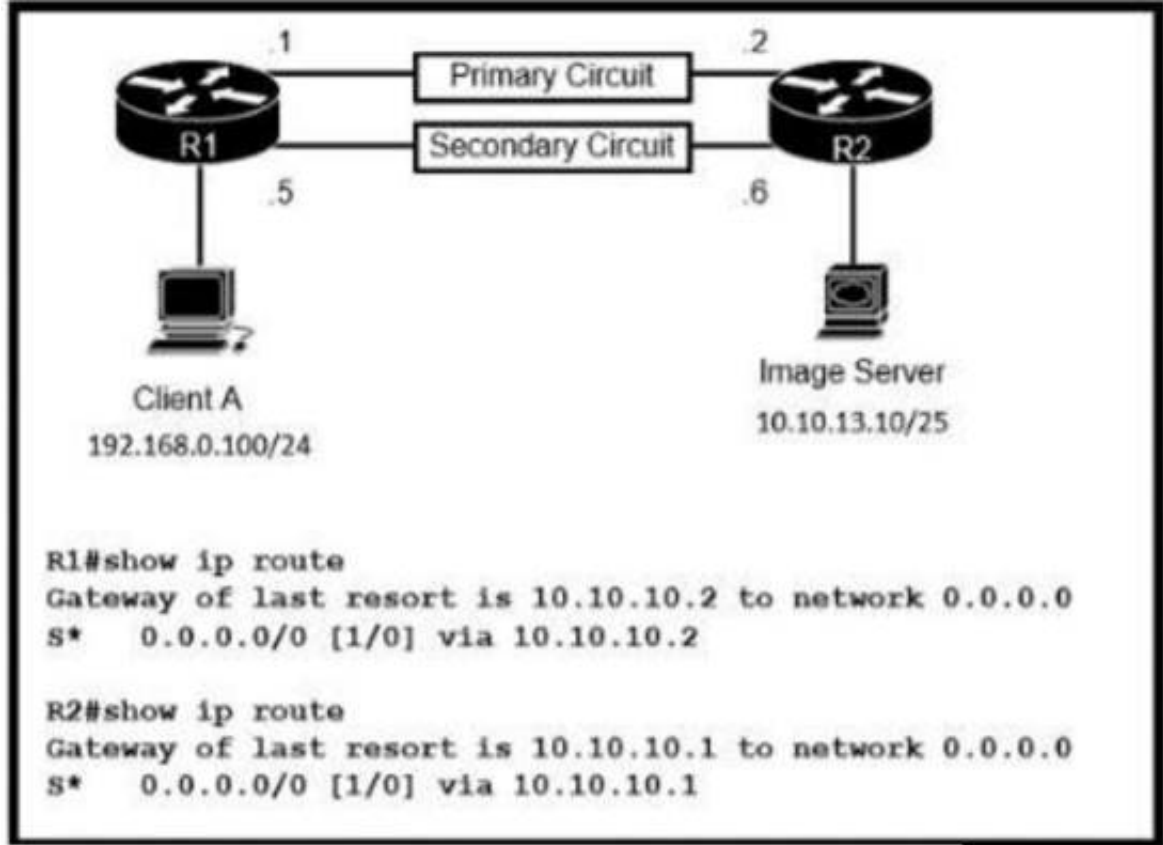 .1
.2
Primary Circuit
R1
Secondary Circuit
R2
.5
.6
Client A
192.168.0.100/24
Image Server
10.10.13.10/25
R1#show ip route
Gateway of last resort is 10.10.10.2 to network 0.0.0.0
S* 0.0.0.0/0 [1/0] via 10.10.10.2
R2#show ip route
Gateway of last resort is 10.10.10.1 to network 0.0.0.0
S* 0.0.0.0/0 [1/0] via 10.10.10.1